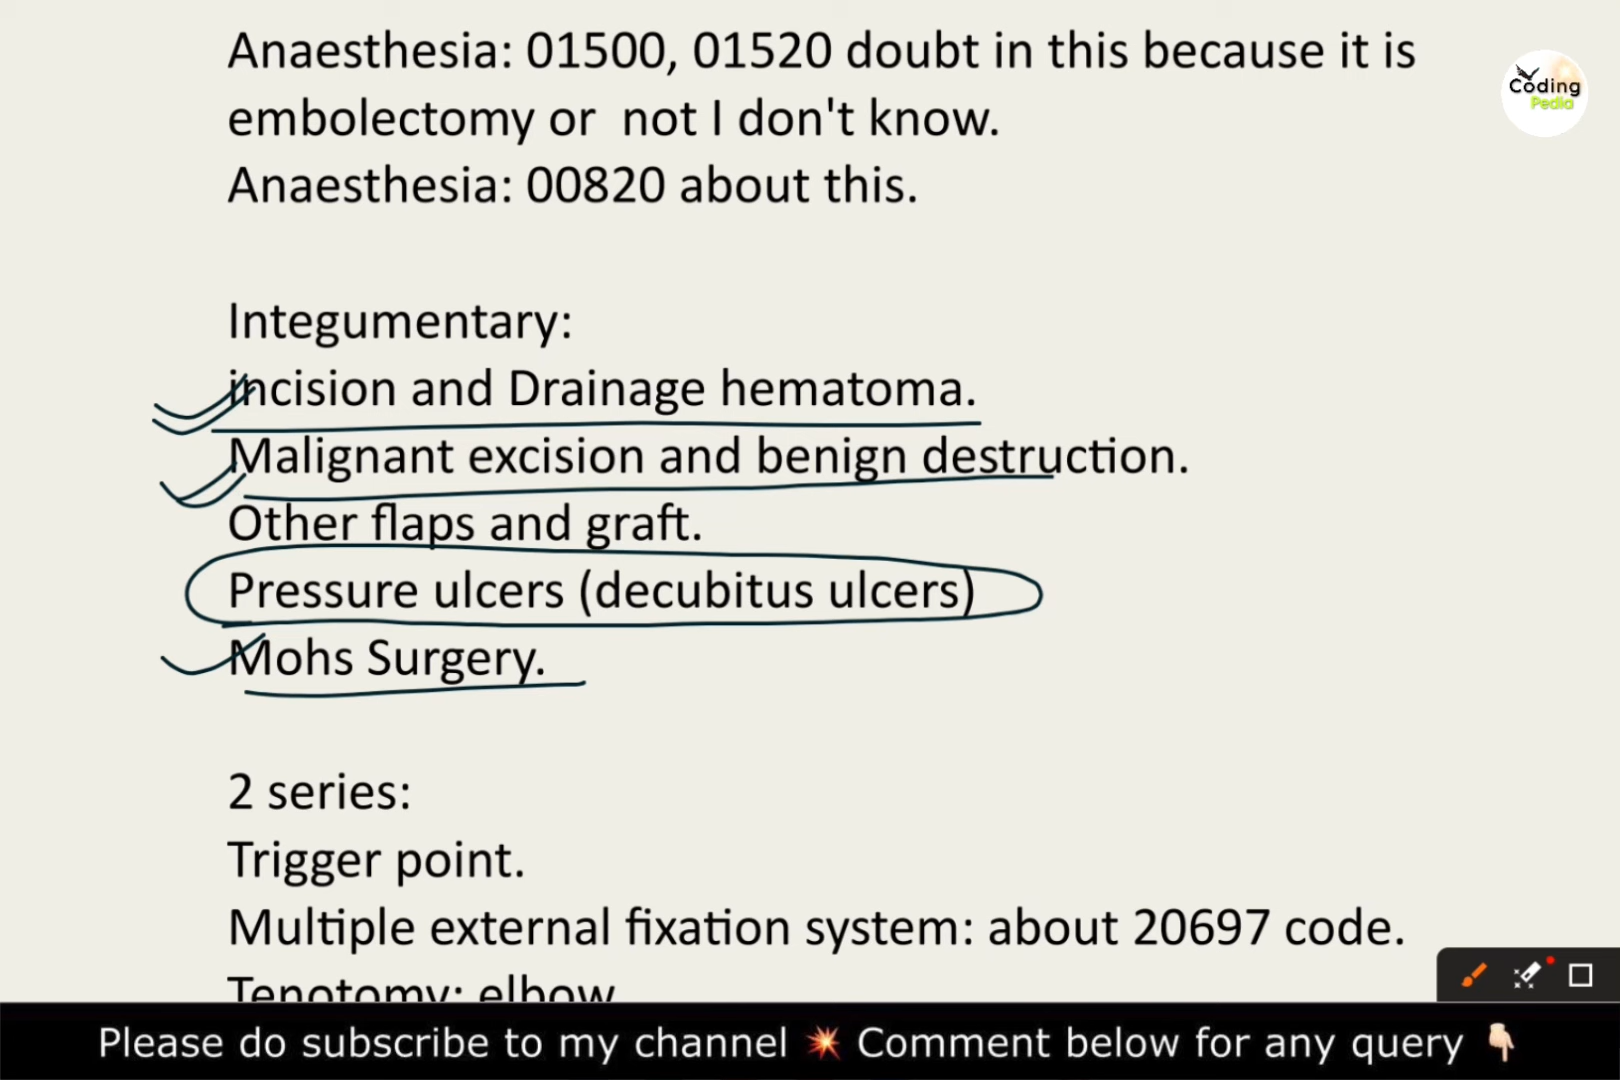 Anaesthesia: 01500, 01520 doubt in this because it is
embolectomy or  not I don't know.
Anaesthesia: 00820 about this.
Coding
Pedia
Integumentary:
incision and Drainage hematoma.
Malignant excision and benign destruction.
Other flaps and graft.
Pressure ulcers (decubitus ulcers)
Mohs Surgery.
2 series:
Trigger point.
Multiple external fixation system: about 20697 code.
Tenotomy: elbow
Please do subscribe to my channel 💥 Comment below for any query 👇🏻